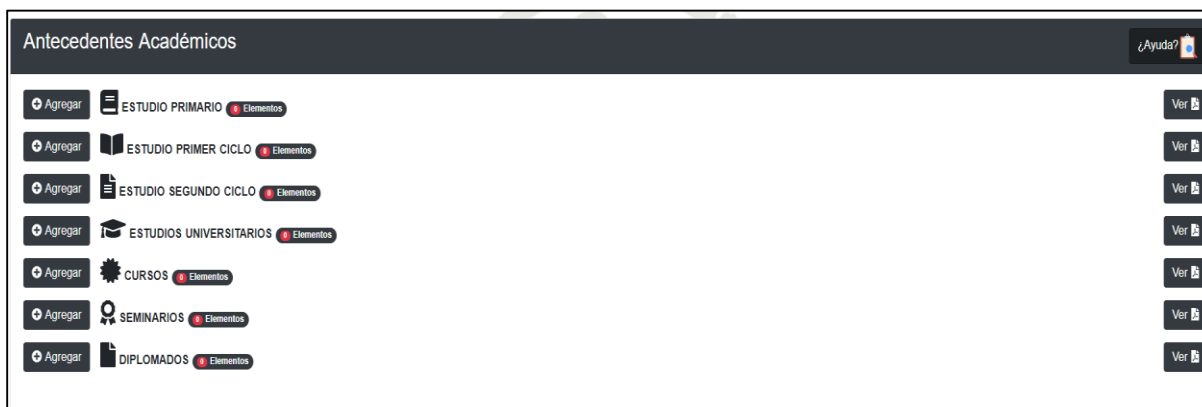 Antecedentes Académicos ¿Ayuda?
Agregar ESTUDIO PRIMARIO 0 Elementos Ver
Agregar ESTUDIO PRIMER CICLO 0 Elementos Ver
Agregar ESTUDIO SEGUNDO CICLO 0 Elementos Ver
Agregar ESTUDIOS UNIVERSITARIOS 0 Elementos Ver
Agregar CURSOS 0 Elementos Ver
Agregar SEMINARIOS 0 Elementos Ver
Agregar DIPLOMADOS 0 Elementos Ver